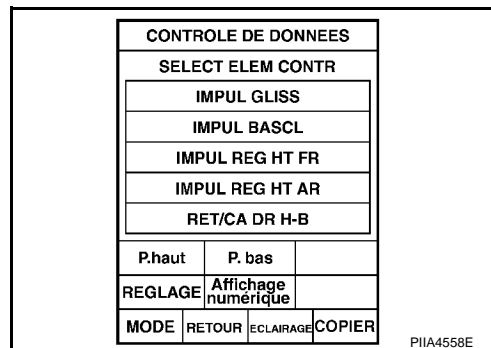 CONTROLE DE DONNEES
SELECT ELEM CONTR
IMPUL GLISS
IMPUL BASCL
IMPUL REG HT FR
IMPUL REG HT AR
RET/CA DR H-B
P.haut P. bas
REGLAGE Affichage numérique
MODE RETOUR ECLAIRAGE COPIER
PIIA4558E